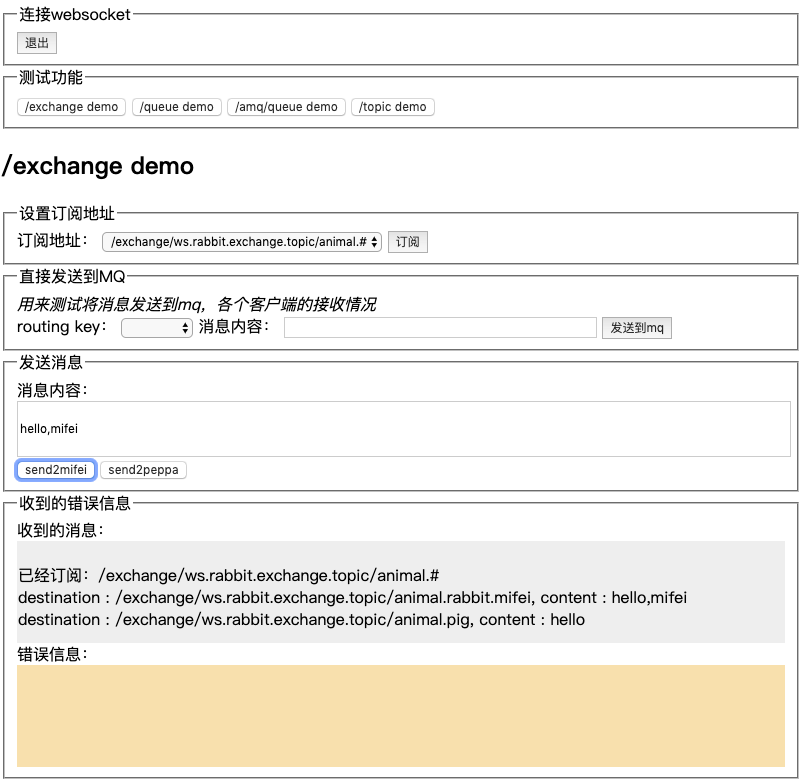 连接websocket
退出
测试功能
/exchange demo /queue demo /amq/queue demo /topic demo
/exchange demo
设置订阅地址
订阅地址： /exchange/ws.rabbit.exchange.topic/animal.# 订阅
直接发送到MQ
用来测试将消息发送到mq，各个客户端的接收情况
routing key： 消息内容： 发送到mq
发送消息
消息内容：
hello,mifei
send2mifei send2peppa
收到的错误信息
收到的消息：
已经订阅：/exchange/ws.rabbit.exchange.topic/animal.#
destination : /exchange/ws.rabbit.exchange.topic/animal.rabbit.mifei, content : hello,mifei
destination : /exchange/ws.rabbit.exchange.topic/animal.pig, content : hello
错误信息：